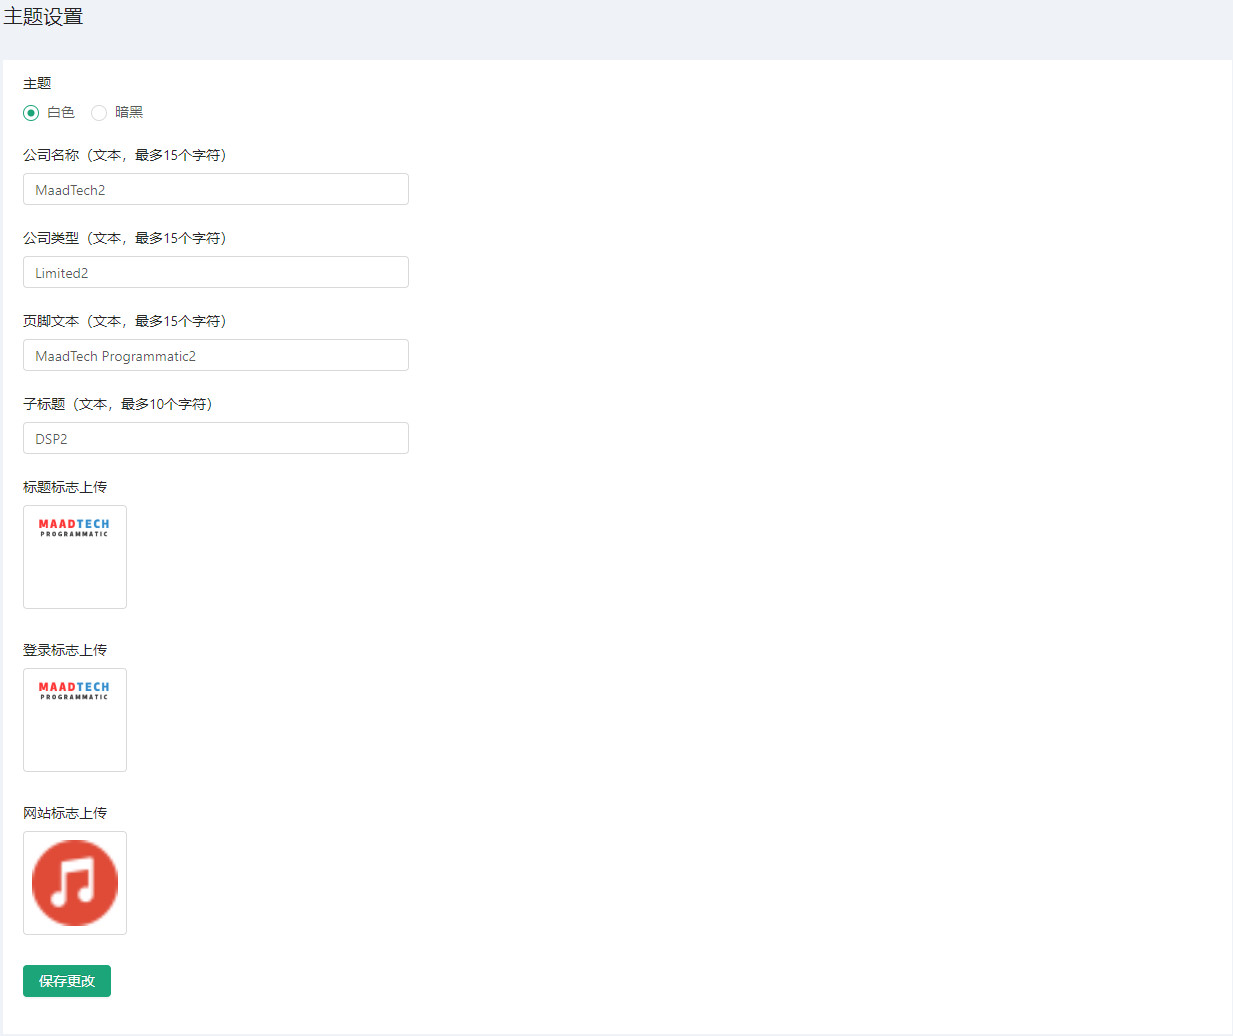 主题设置
主题
白色 暗黑
公司名称（文本，最多15个字符）
MaadTech2
公司类型（文本，最多15个字符）
Limited2
页脚文本（文本，最多15个字符）
MaadTech Programmatic2
子标题（文本，最多10个字符）
DSP2
标题标志上传
MAADTECH
PROGRAMMATIC
登录标志上传
MAADTECH
PROGRAMMATIC
网站标志上传
保存更改